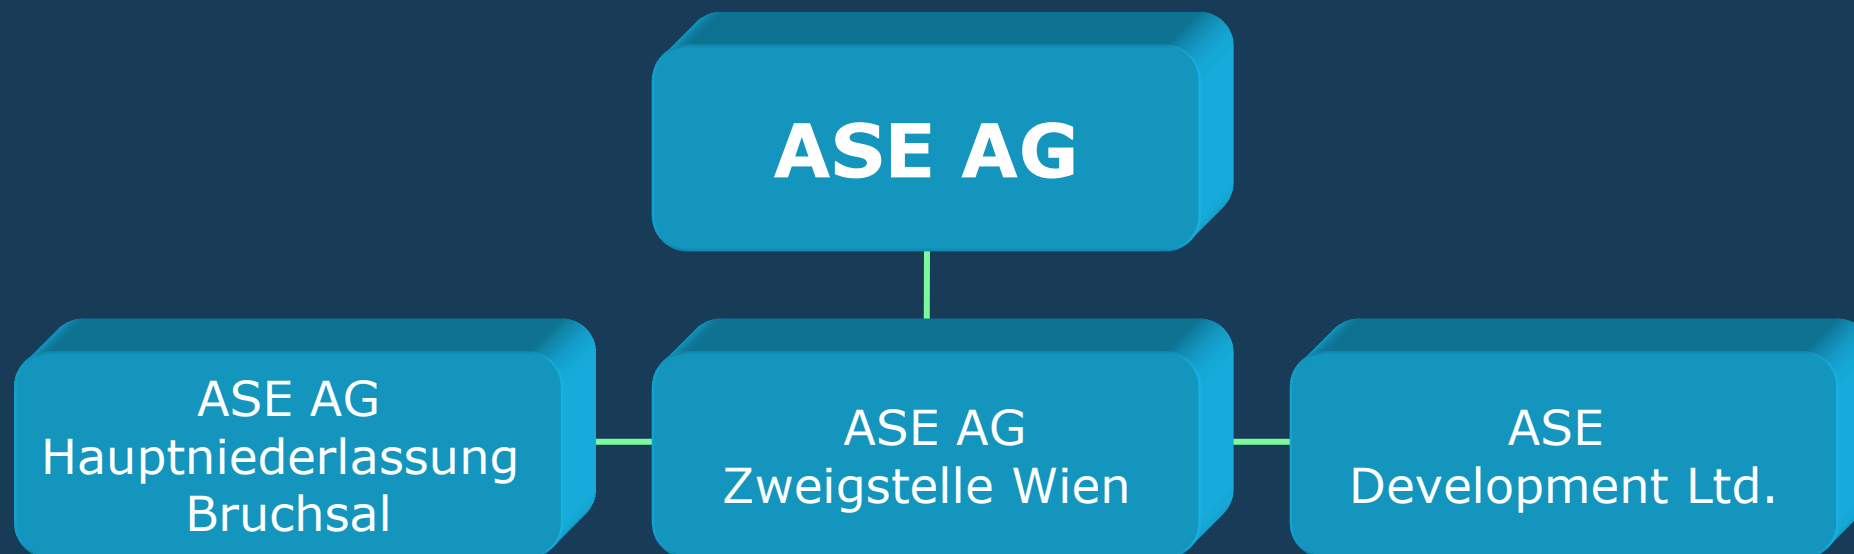 ASE AG
ASE AG
Hauptniederlassung
Bruchsal
ASE AG
Zweigstelle Wien
ASE
Development Ltd.